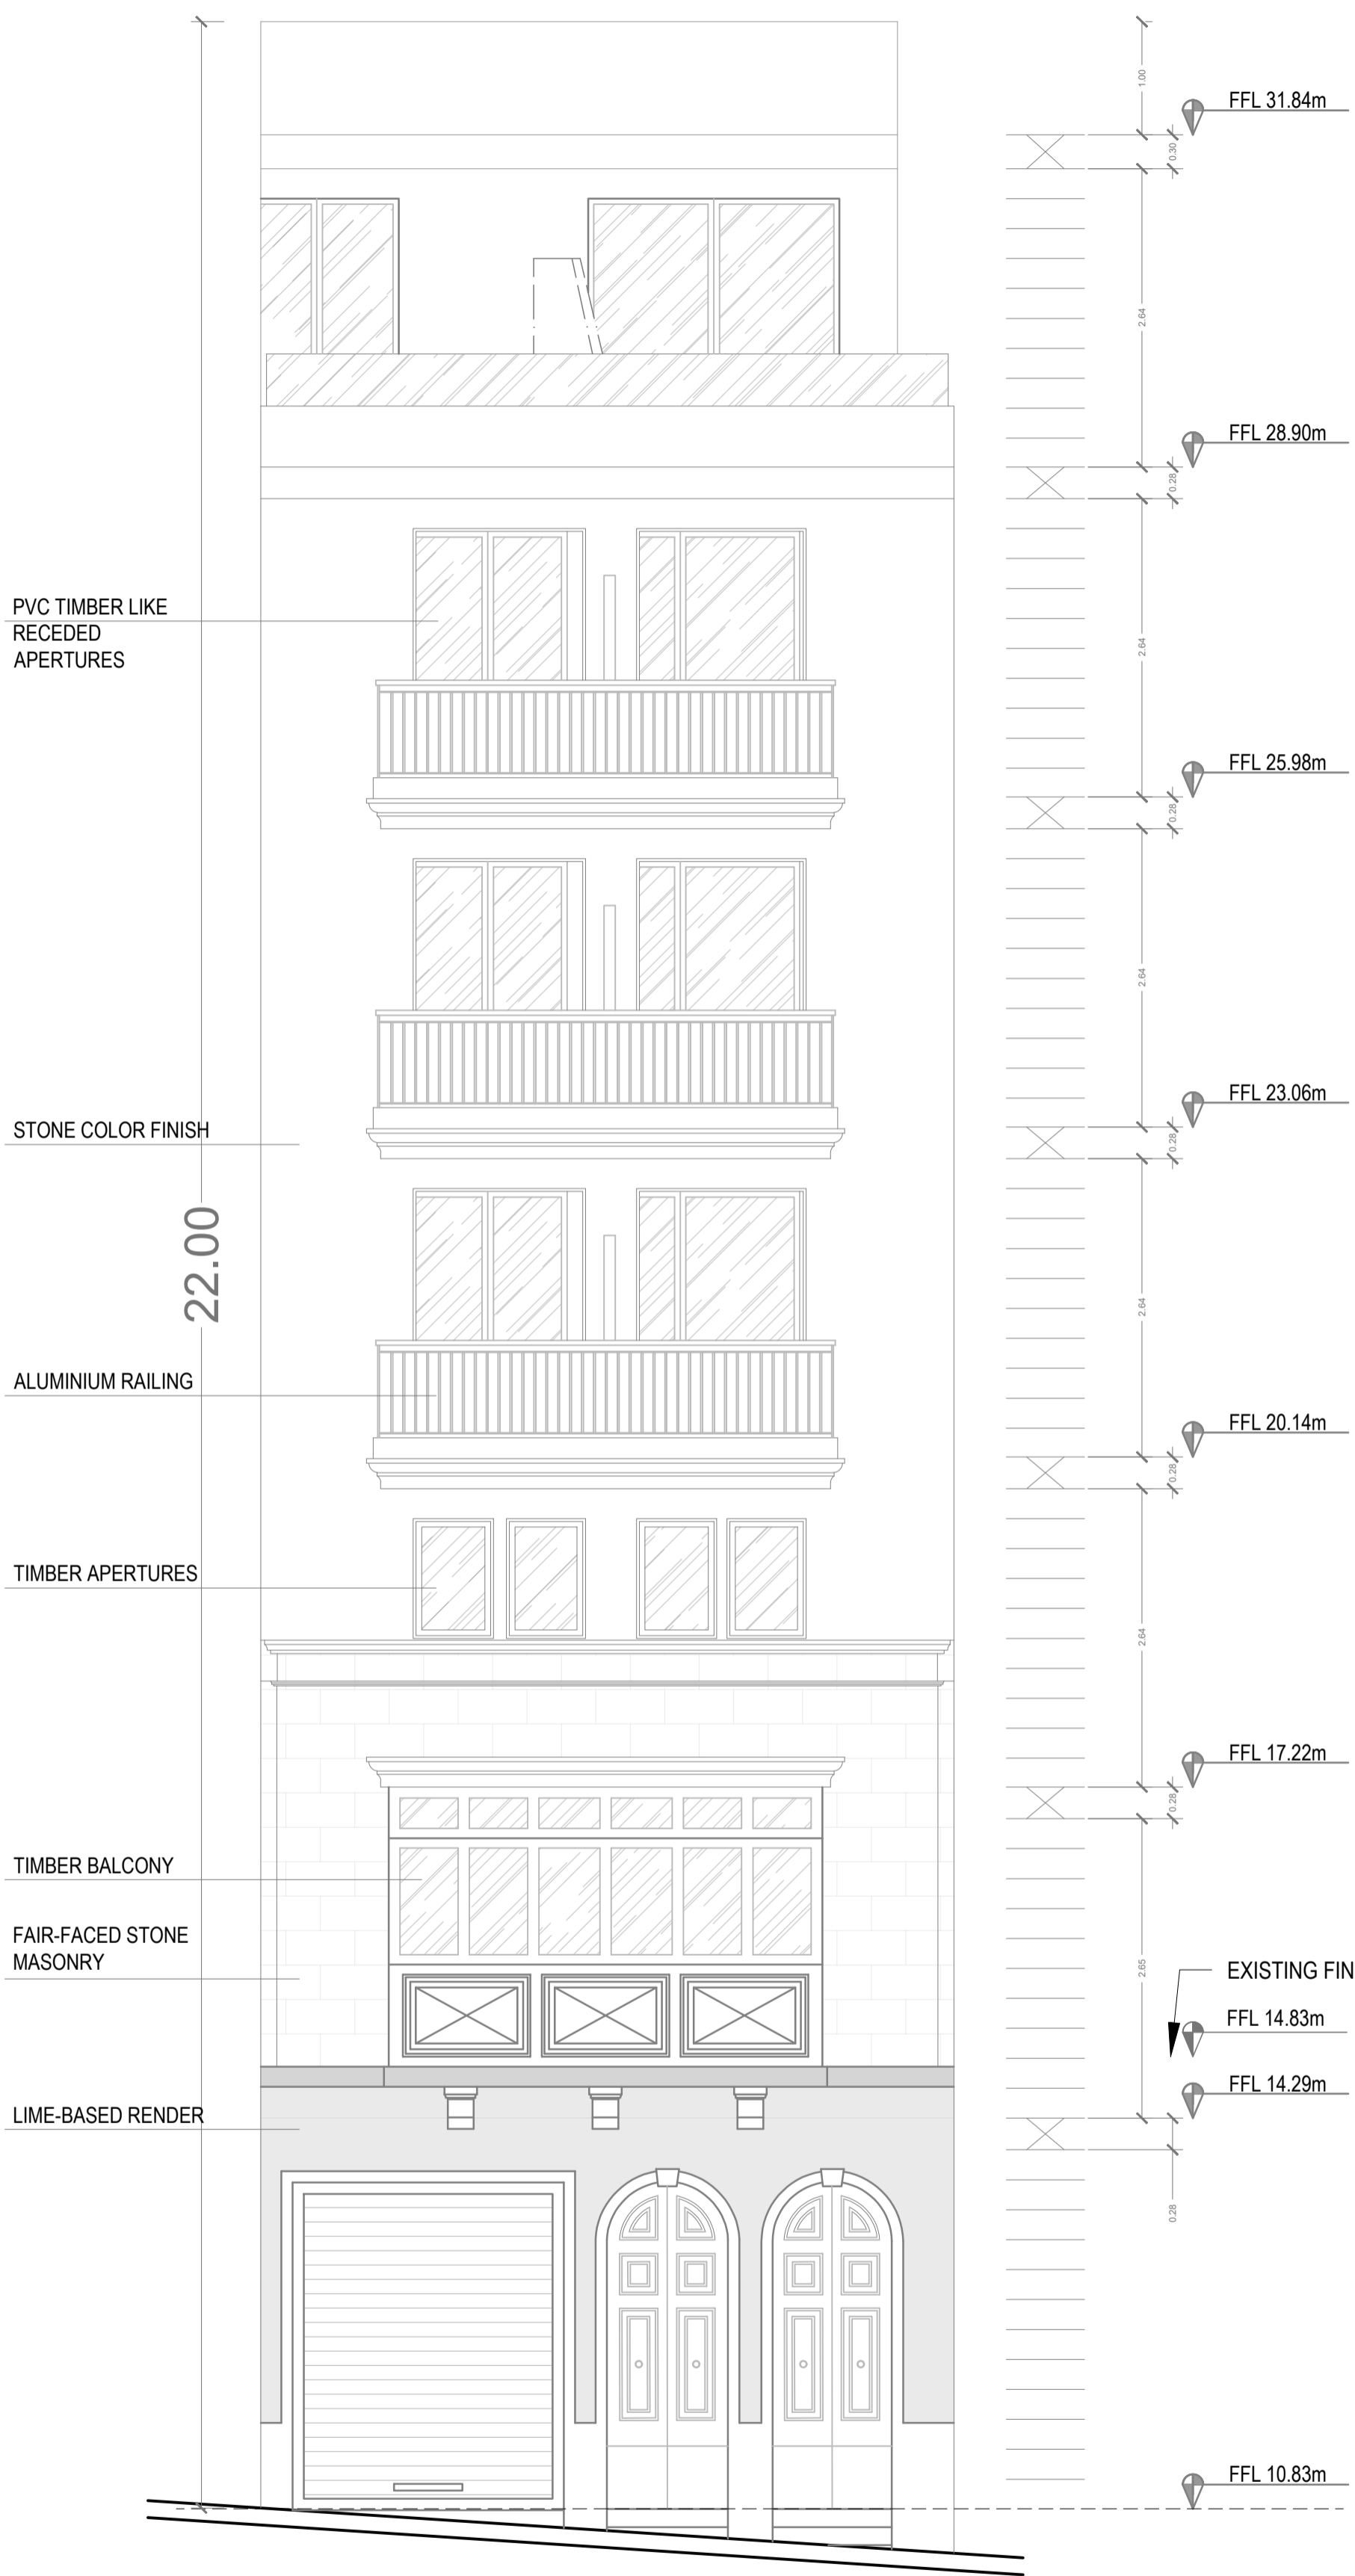 1.00
FFL 31.84m
0.30
2.64
FFL 28.90m
0.28
PVC TIMBER LIKE
RECEDED
APERTURES
2.64
FFL 25.98m
0.28
2.64
FFL 23.06m
0.28
STONE COLOR FINISH
22.00
2.64
ALUMINIUM RAILING
FFL 20.14m
0.28
TIMBER APERTURES
2.64
FFL 17.22m
0.28
TIMBER BALCONY
FAIR-FACED STONE
MASONRY
2.65
EXISTING FIN
FFL 14.83m
FFL 14.29m
LIME-BASED RENDER
0.28
FFL 10.83m